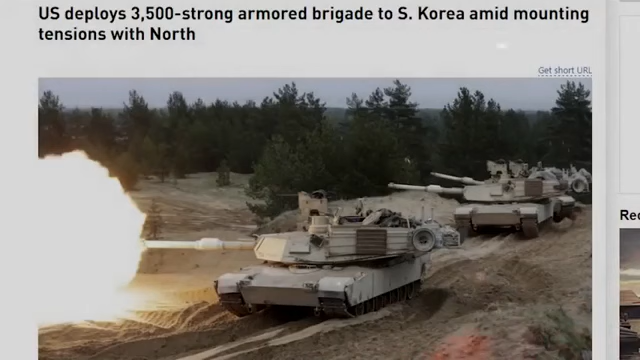 US deploys 3,500-strong armored brigade to S. Korea amid mounting
tensions with North
Get short URL